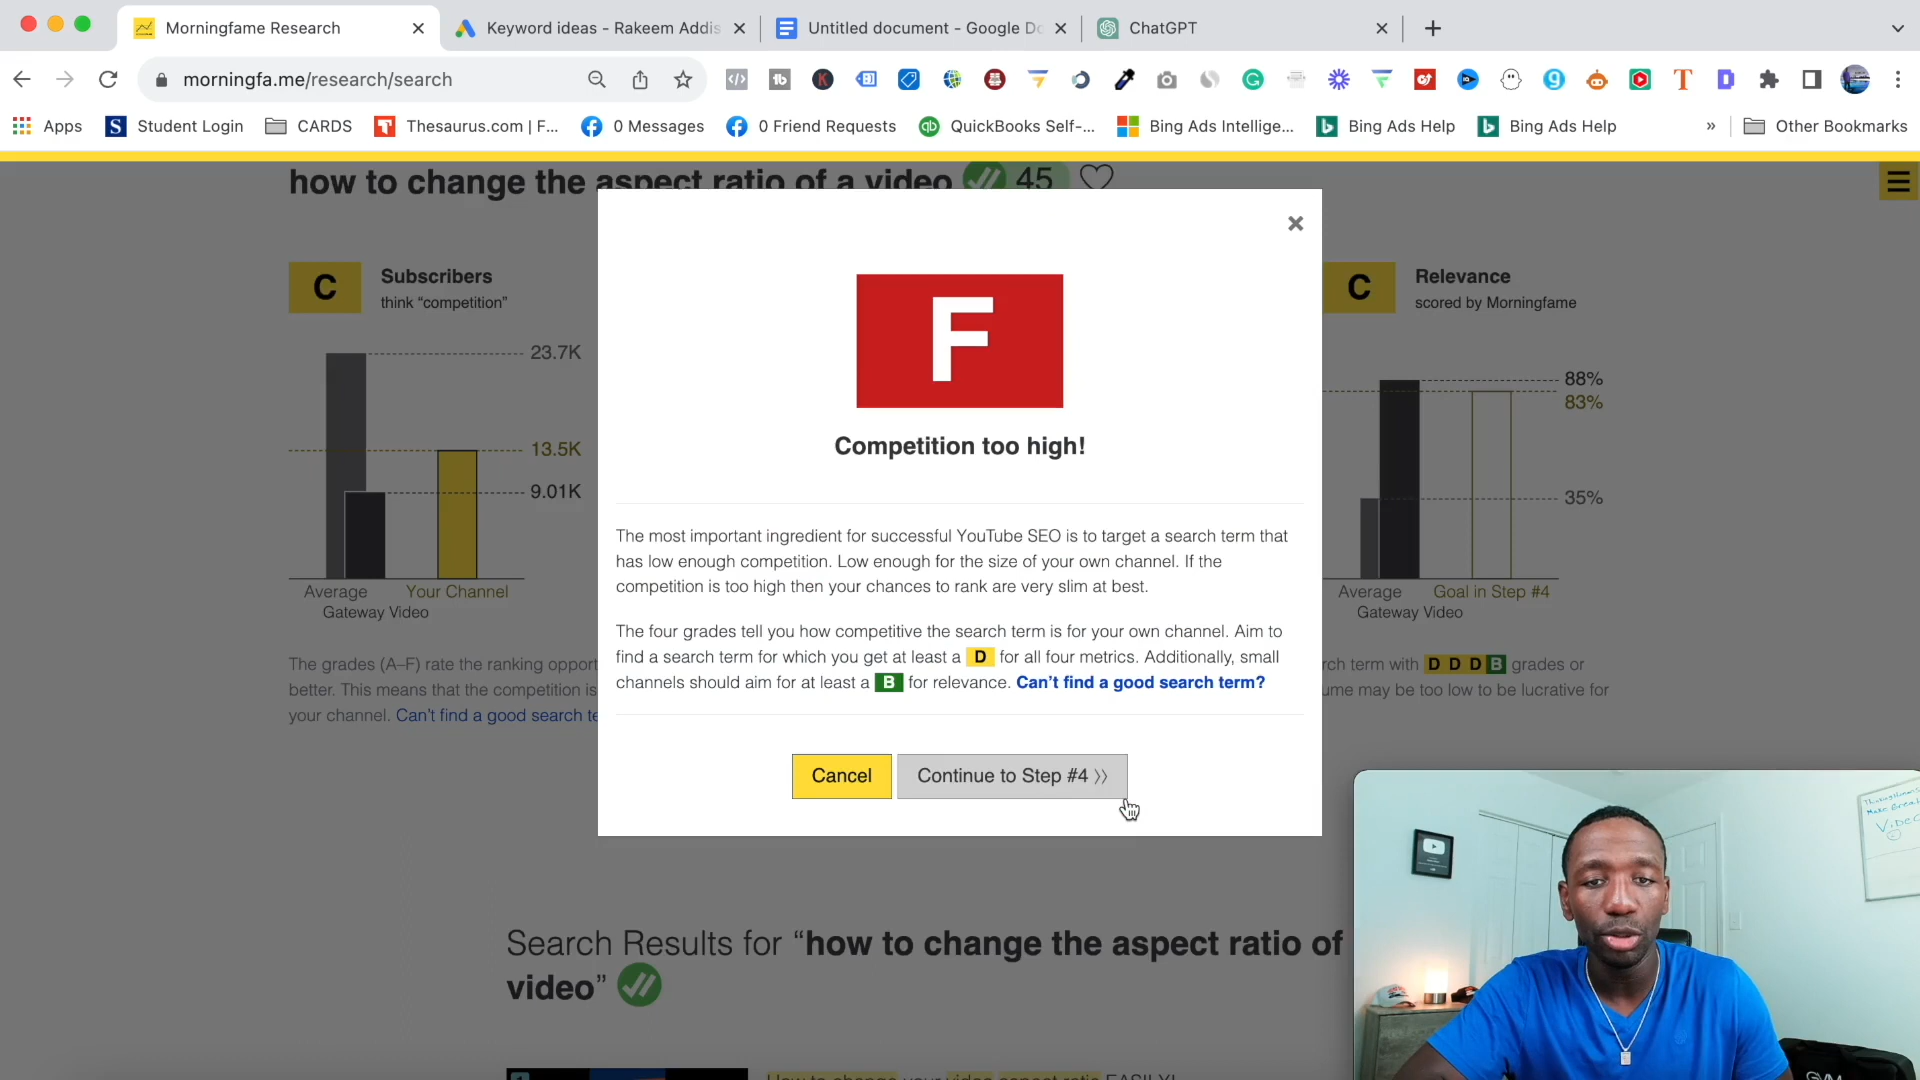 Morningfame Research
Keyword ideas - Rakeem Addis
Untitled document - Google Do
ChatGPT
morningfa.me/research/search
Apps
Student Login
CARDS
Thesaurus.com | F...
0 Messages
0 Friend Requests
QuickBooks Self-...
Bing Ads Intellige...
Bing Ads Help
Bing Ads Help
»
Other Bookmarks
how to change the aspect ratio of a video 45
C Subscribers
think “competition”
23.7K
13.5K
9.01K
Average Your Channel
Gateway Video
The grades (A–F) rate the ranking opport
better. This means that the competition is
your channel. Can't find a good search te
F
Competition too high!
The most important ingredient for successful YouTube SEO is to target a search term that
has low enough competition. Low enough for the size of your own channel. If the
competition is too high then your chances to rank are very slim at best.
The four grades tell you how competitive the search term is for your own channel. Aim to
find a search term for which you get at least a D for all four metrics. Additionally, small
channels should aim for at least a B for relevance. Can’t find a good search term?
Cancel
Continue to Step #4 »
C Relevance
scored by Morningfame
88%
83%
35%
Average Goal in Step #4
Gateway Video
rch term with D D D B grades or
ume may be too low to be lucrative for
Search Results for “how to change the aspect ratio of
video”
How to change your video aspect ratio EASILY!